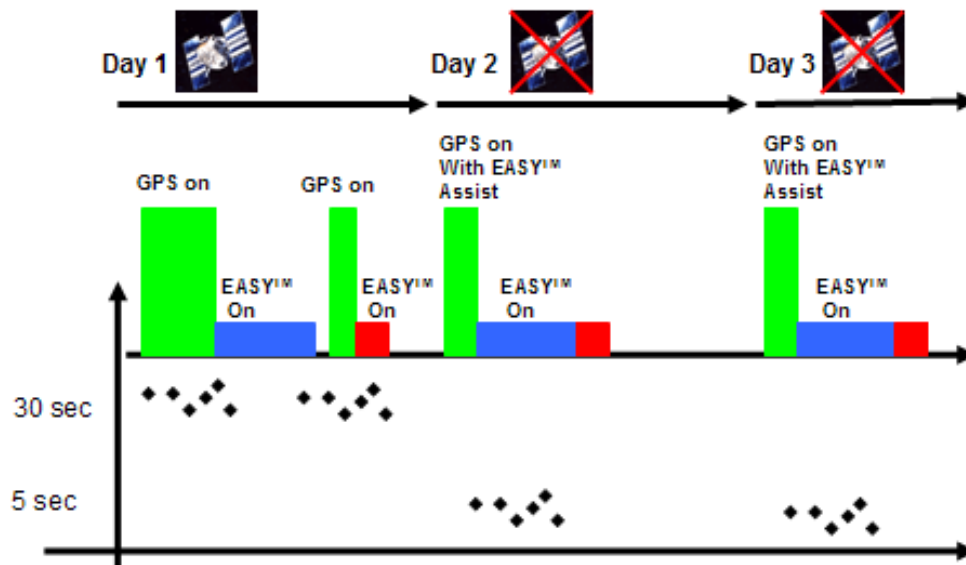 Day 1
Day 2
Day 3
GPS on
GPS on
GPS on
With EASY™
Assist
GPS on
With EASY™
Assist
EASY™
On
EASY™
On
EASY™
On
EASY™
On
30 sec
5 sec